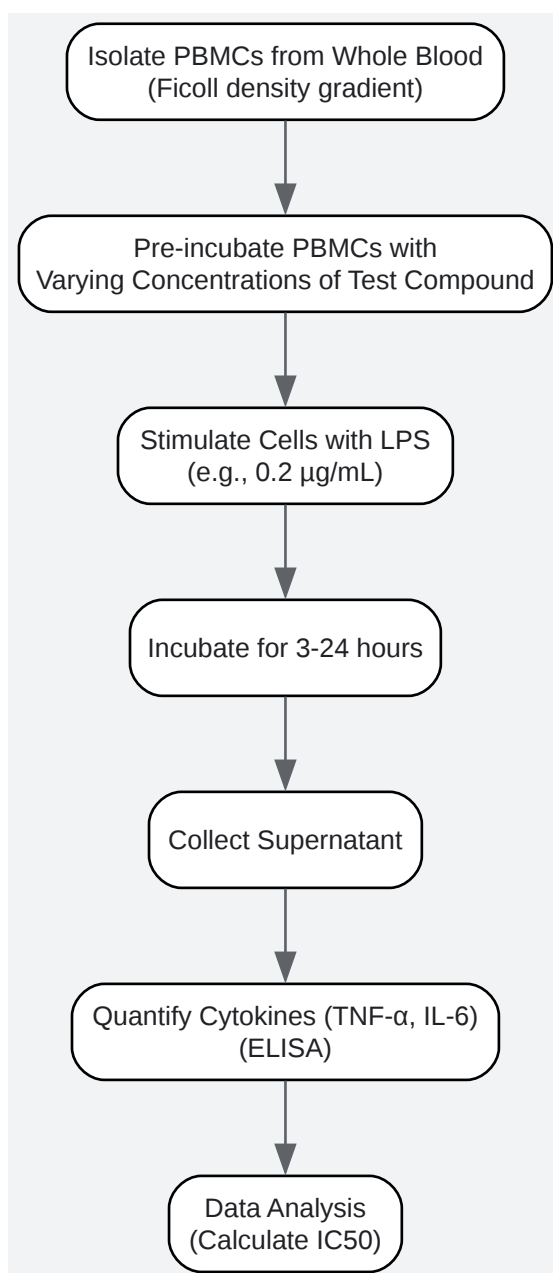 Isolate PBMCs from Whole Blood
(Ficoll density gradient)
Pre-incubate PBMCs with
Varying Concentrations of Test Compound
Stimulate Cells with LPS
(e.g., 0.2 µg/mL)
Incubate for 3-24 hours
Collect Supernatant
Quantify Cytokines (TNF-α, IL-6)
(ELISA)
Data Analysis
(Calculate IC50)